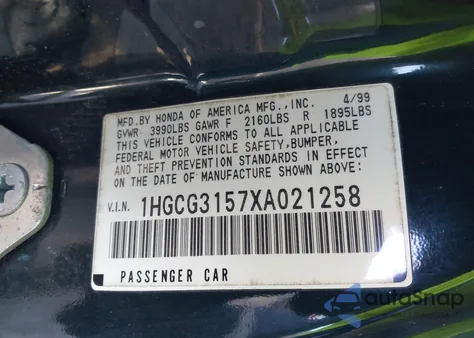 MFD.BY HONDA OF AMERICA MFG.,INC. 4/99
GVWR 3990LBS GAWR F 2160LBS R 1895LBS
THIS VEHICLE CONFORMS TO ALL APPLICABLE
FEDERAL MOTOR VEHICLE SAFETY,BUMPER,
AND THEFT PREVENTION STANDARDS IN EFFECT
ON THE DATE OF MANUFACTURE SHOWN ABOVE.
V.I.N. 1HGCG3157XA021258
PASSENGER CAR
autoSnap